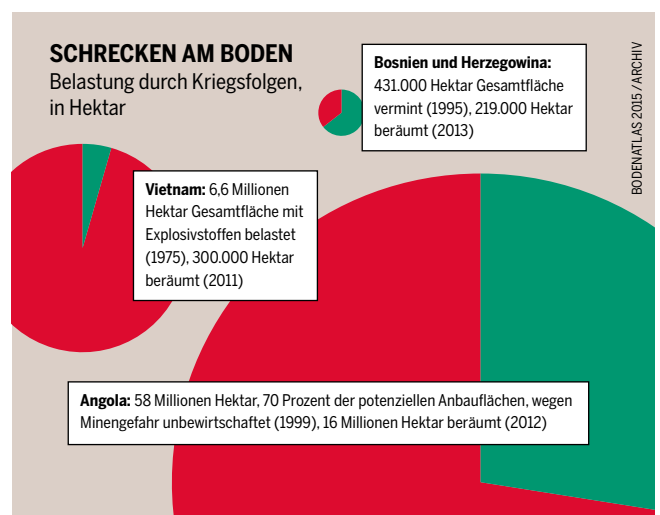 SCHRECKEN AM BODEN
Belastung durch Kriegsfolgen,
in Hektar
Bosnien und Herzegowina:
431.000 Hektar Gesamtfläche
vermint (1995), 219.000 Hektar
beräumt (2013)
BODENATLAS 2015 / ARCHIV
Vietnam: 6,6 Millionen
Hektar Gesamtfläche mit
Explosivstoffen belastet
(1975), 300.000 Hektar
beräumt (2011)
Angola: 58 Millionen Hektar, 70 Prozent der potenziellen Anbauflächen, wegen
Minengefahr unbewirtschaftet (1999), 16 Millionen Hektar beräumt (2012)